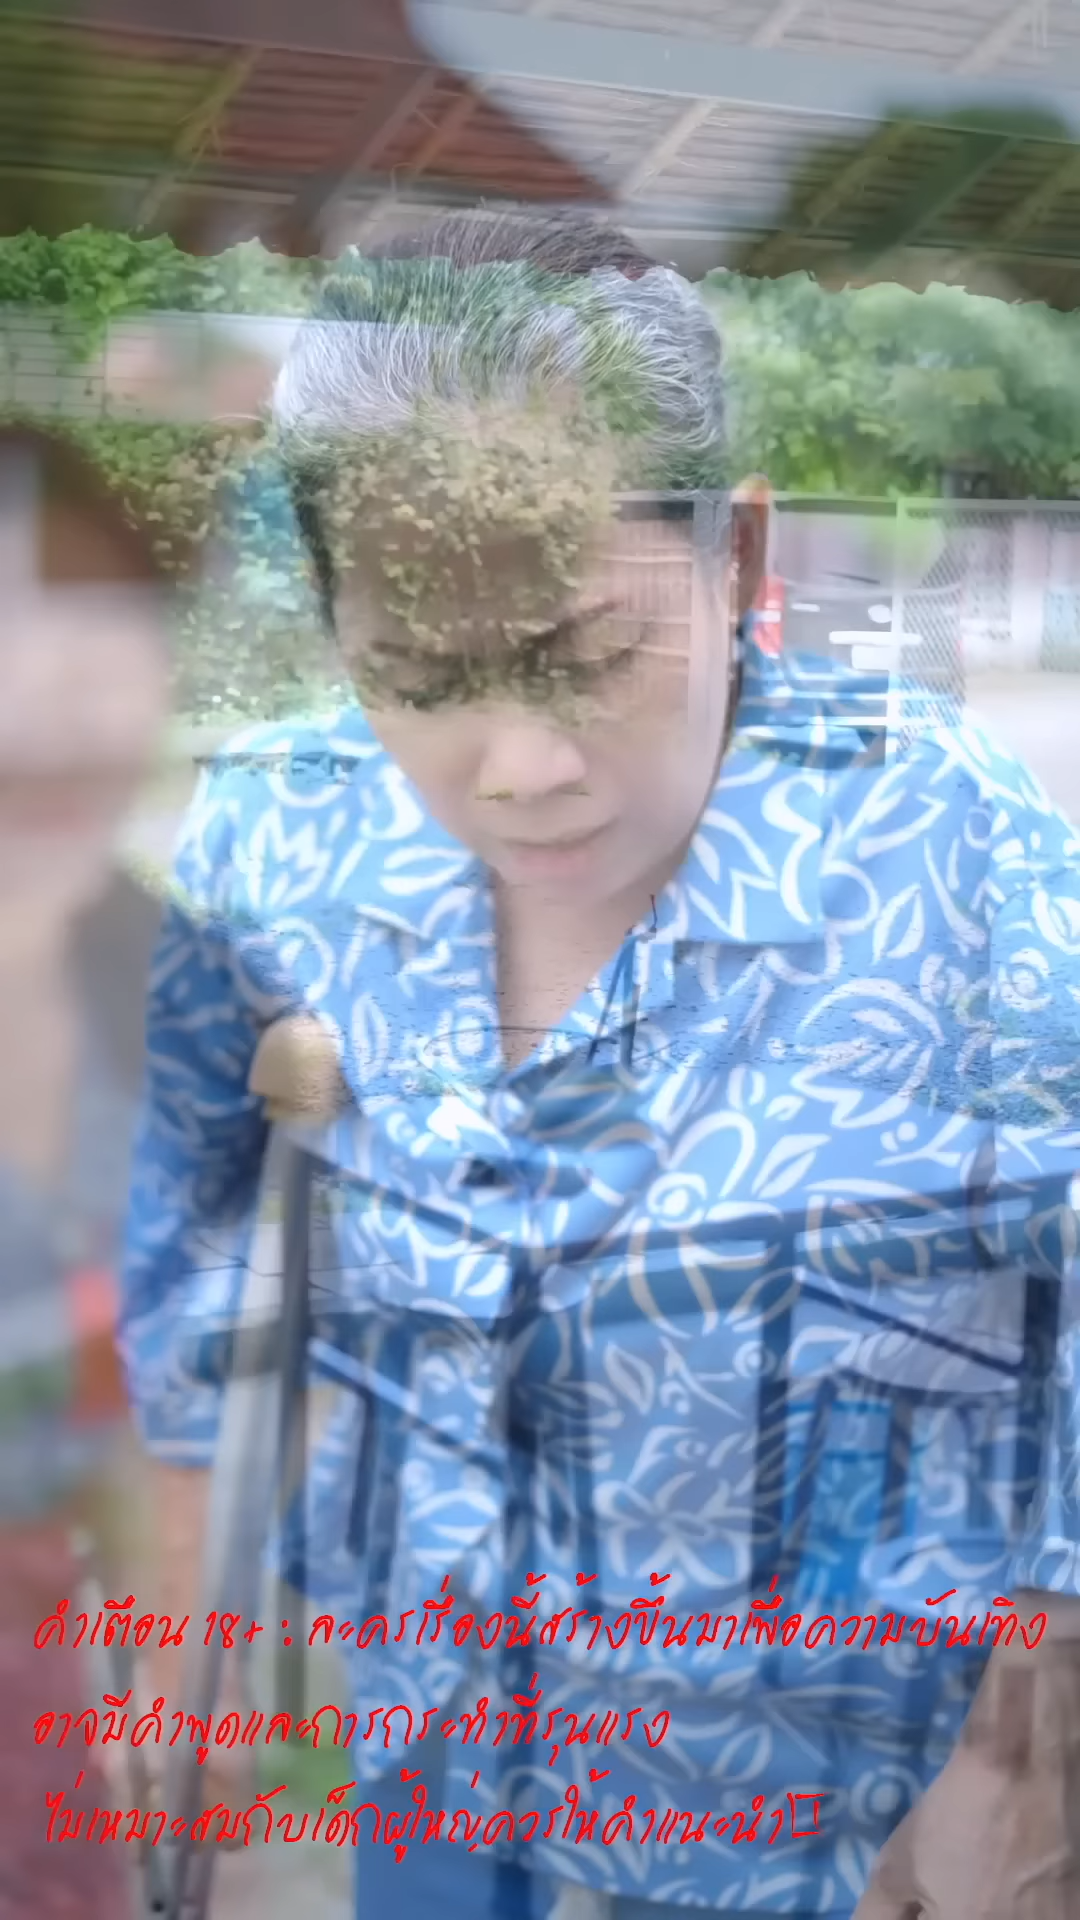 คำเตือน 18+ : ละครเรื่องนี้สร้างขึ้นมาเพื่อความบันเทิง
อาจมีคำพูดและการกระทำที่รุนแรง
ไม่เหมาะสมกับเด็กผู้ใหญ่ควรให้คำแนะนำ